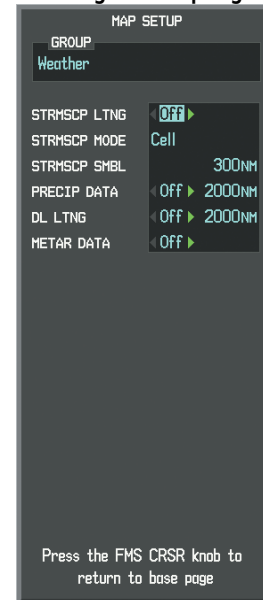 MAP SETUP
GROUP
Weather
STRMSCP LTNG Off
STRMSCP MODE Cell
STRMSCP SMBL 300NM
PRECIP DATA Off 2000NM
DL LTNG Off 2000NM
METAR DATA Off
Press the FMS CRSR knob to
return to base page